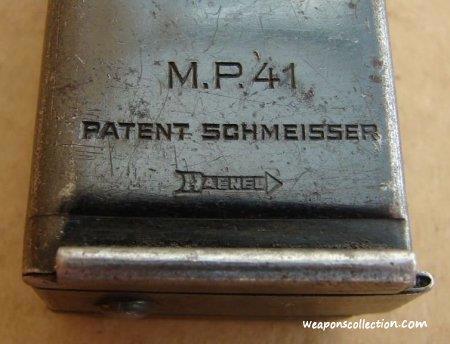 M.P. 41
PATENT SCHMEISSER
HAENEL
weaponscollection.com